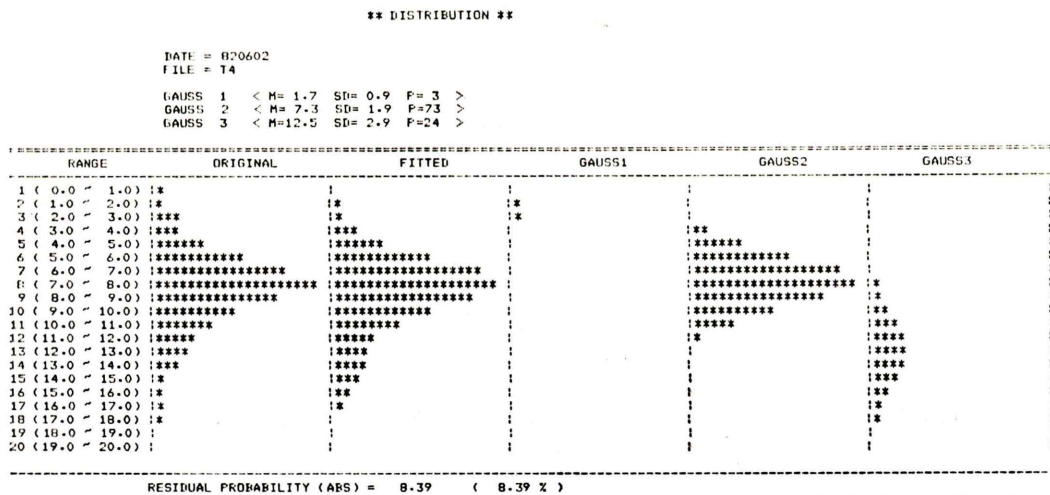 ** DISTRIBUTION **
DATE = 820602
FILE = T4
GAUSS 1 < M= 1.7 SD= 0.9 P= 3 >
GAUSS 2 < M= 7.3 SD= 1.9 P=73 >
GAUSS 3 < M=12.5 SD= 2.9 P=24 >
RANGE ORIGINAL FITTED GAUSS1 GAUSS2 GAUSS3
1 ( 0.0 ~ 1.0) |* | | | |
2 ( 1.0 ~ 2.0) |* |* |* | |
3 ( 2.0 ~ 3.0) |*** |* |* | |
4 ( 3.0 ~ 4.0) |*** |*** | |** |
5 ( 4.0 ~ 5.0) |****** |****** | |****** |
6 ( 5.0 ~ 6.0) |*********** |************ | |************ |
7 ( 6.0 ~ 7.0) |**************** |******************* | |******************* |
8 ( 7.0 ~ 8.0) |******************** |********************* | |********************* |*
9 ( 8.0 ~ 9.0) |*************** |****************** | |***************** |*
10 ( 9.0 ~ 10.0) |********** |************ | |********** |**
11 (10.0 ~ 11.0) |******* |******** | |***** |***
12 (11.0 ~ 12.0) |***** |***** | |* |****
13 (12.0 ~ 13.0) |**** |**** | | |****
14 (13.0 ~ 14.0) |*** |**** | | |****
15 (14.0 ~ 15.0) |* |*** | | |***
16 (15.0 ~ 16.0) |* |** | | |**
17 (16.0 ~ 17.0) |* |* | | |*
18 (17.0 ~ 18.0) |* | | | |*
19 (18.0 ~ 19.0) | | | | |
20 (19.0 ~ 20.0) | | | | |
RESIDUAL PROBABILITY (ABS) = 8.39 ( 8.39 % )